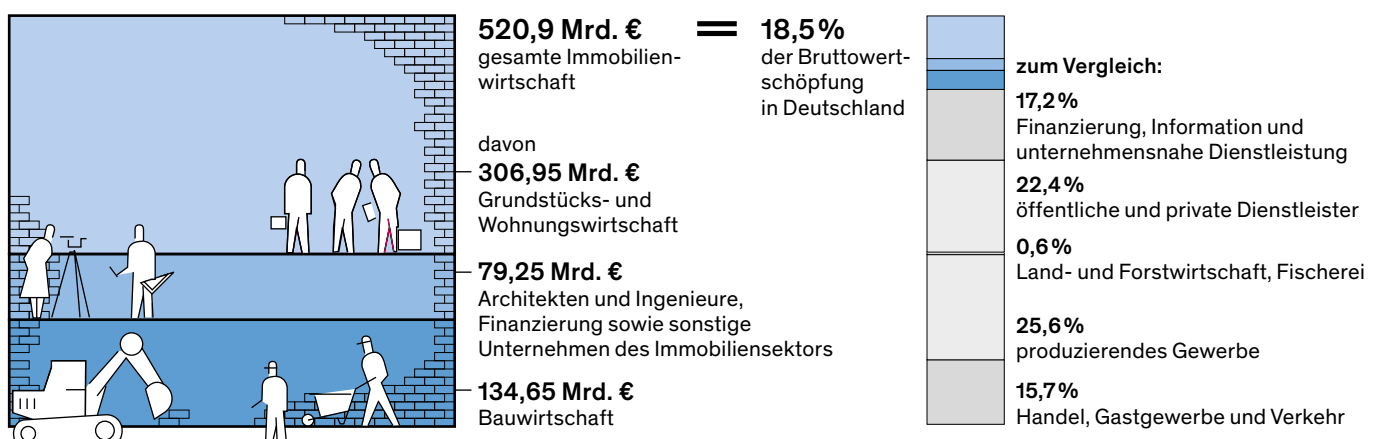 520,9 Mrd. €
gesamte Immobilien-
wirtschaft
=
18,5 %
der Bruttowert-
schöpfung
in Deutschland
davon
306,95 Mrd. €
Grundstücks- und
Wohnungswirtschaft
79,25 Mrd. €
Architekten und Ingenieure,
Finanzierung sowie sonstige
Unternehmen des Immobiliensektors
134,65 Mrd. €
Bauwirtschaft
zum Vergleich:
17,2 %
Finanzierung, Information und
unternehmensnahe Dienstleistung
22,4 %
öffentliche und private Dienstleister
0,6 %
Land- und Forstwirtschaft, Fischerei
25,6 %
produzierendes Gewerbe
15,7 %
Handel, Gastgewerbe und Verkehr